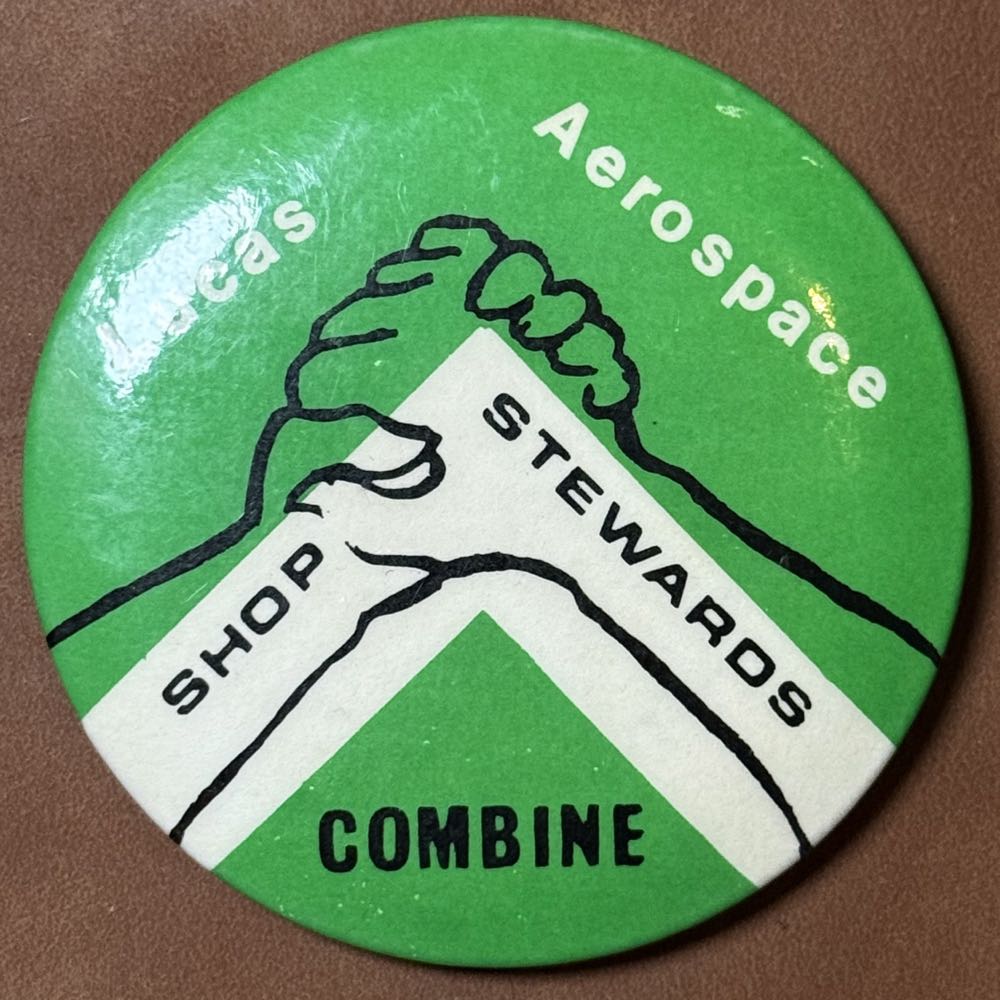 Lucas
Aerospace
SHOP
STEWARDS
COMBINE